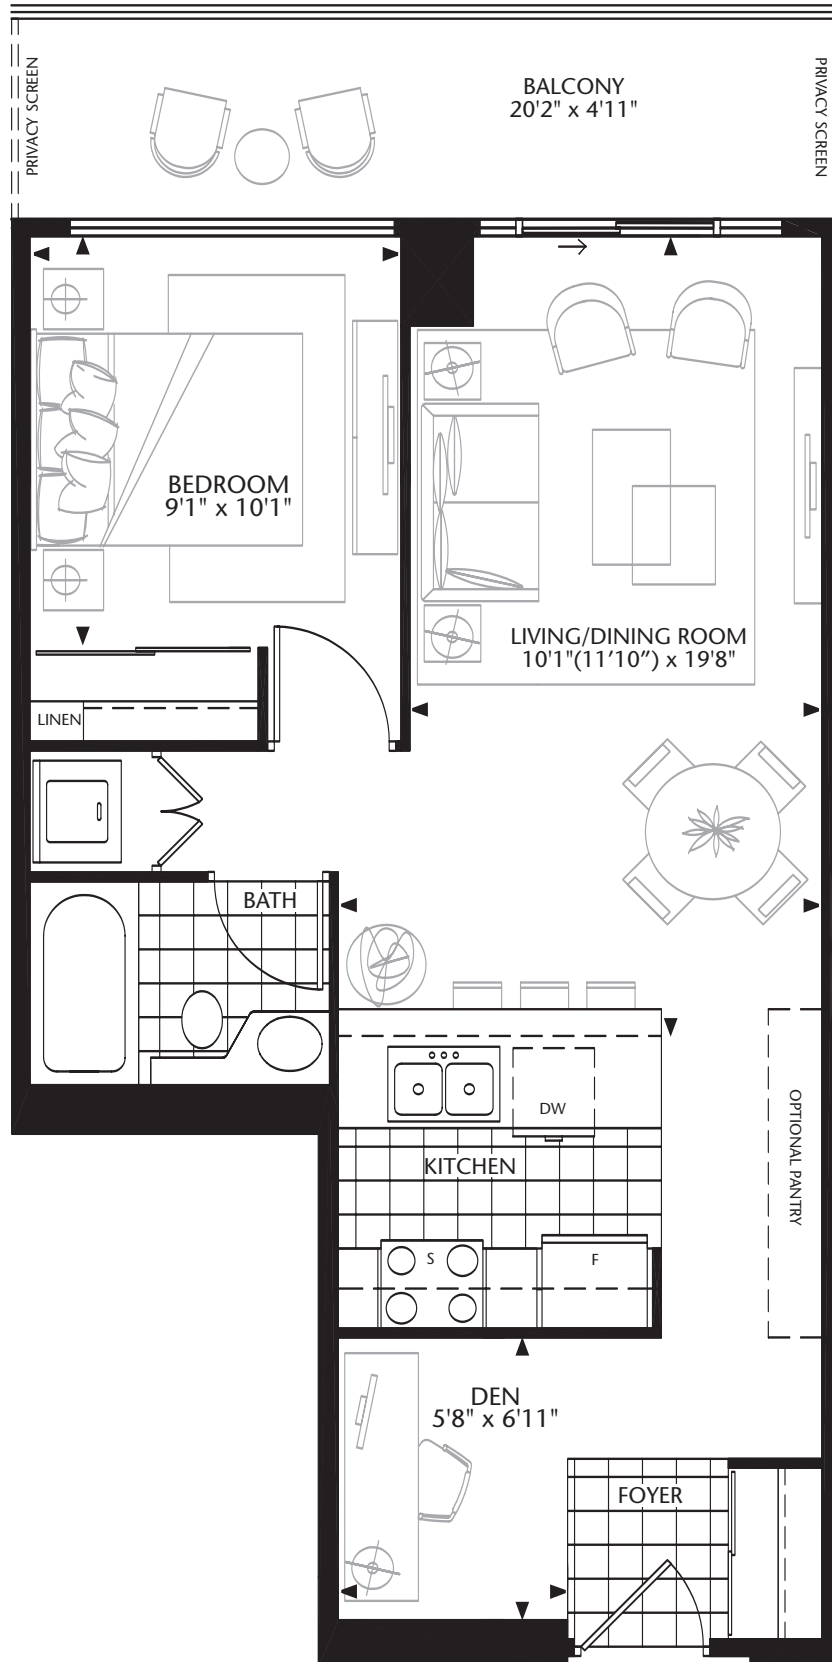 BALCONY
20'2" x 4'11"
PRIVACY SCREEN
PRIVACY SCREEN
BEDROOM
9'1" x 10'1"
LIVING/DINING ROOM
10'1"(11′10″) x 19'8"
LINEN
BATH
DW
KITCHEN
OPTIONAL PANTRY
S
F
DEN
5'8" x 6'11"
FOYER